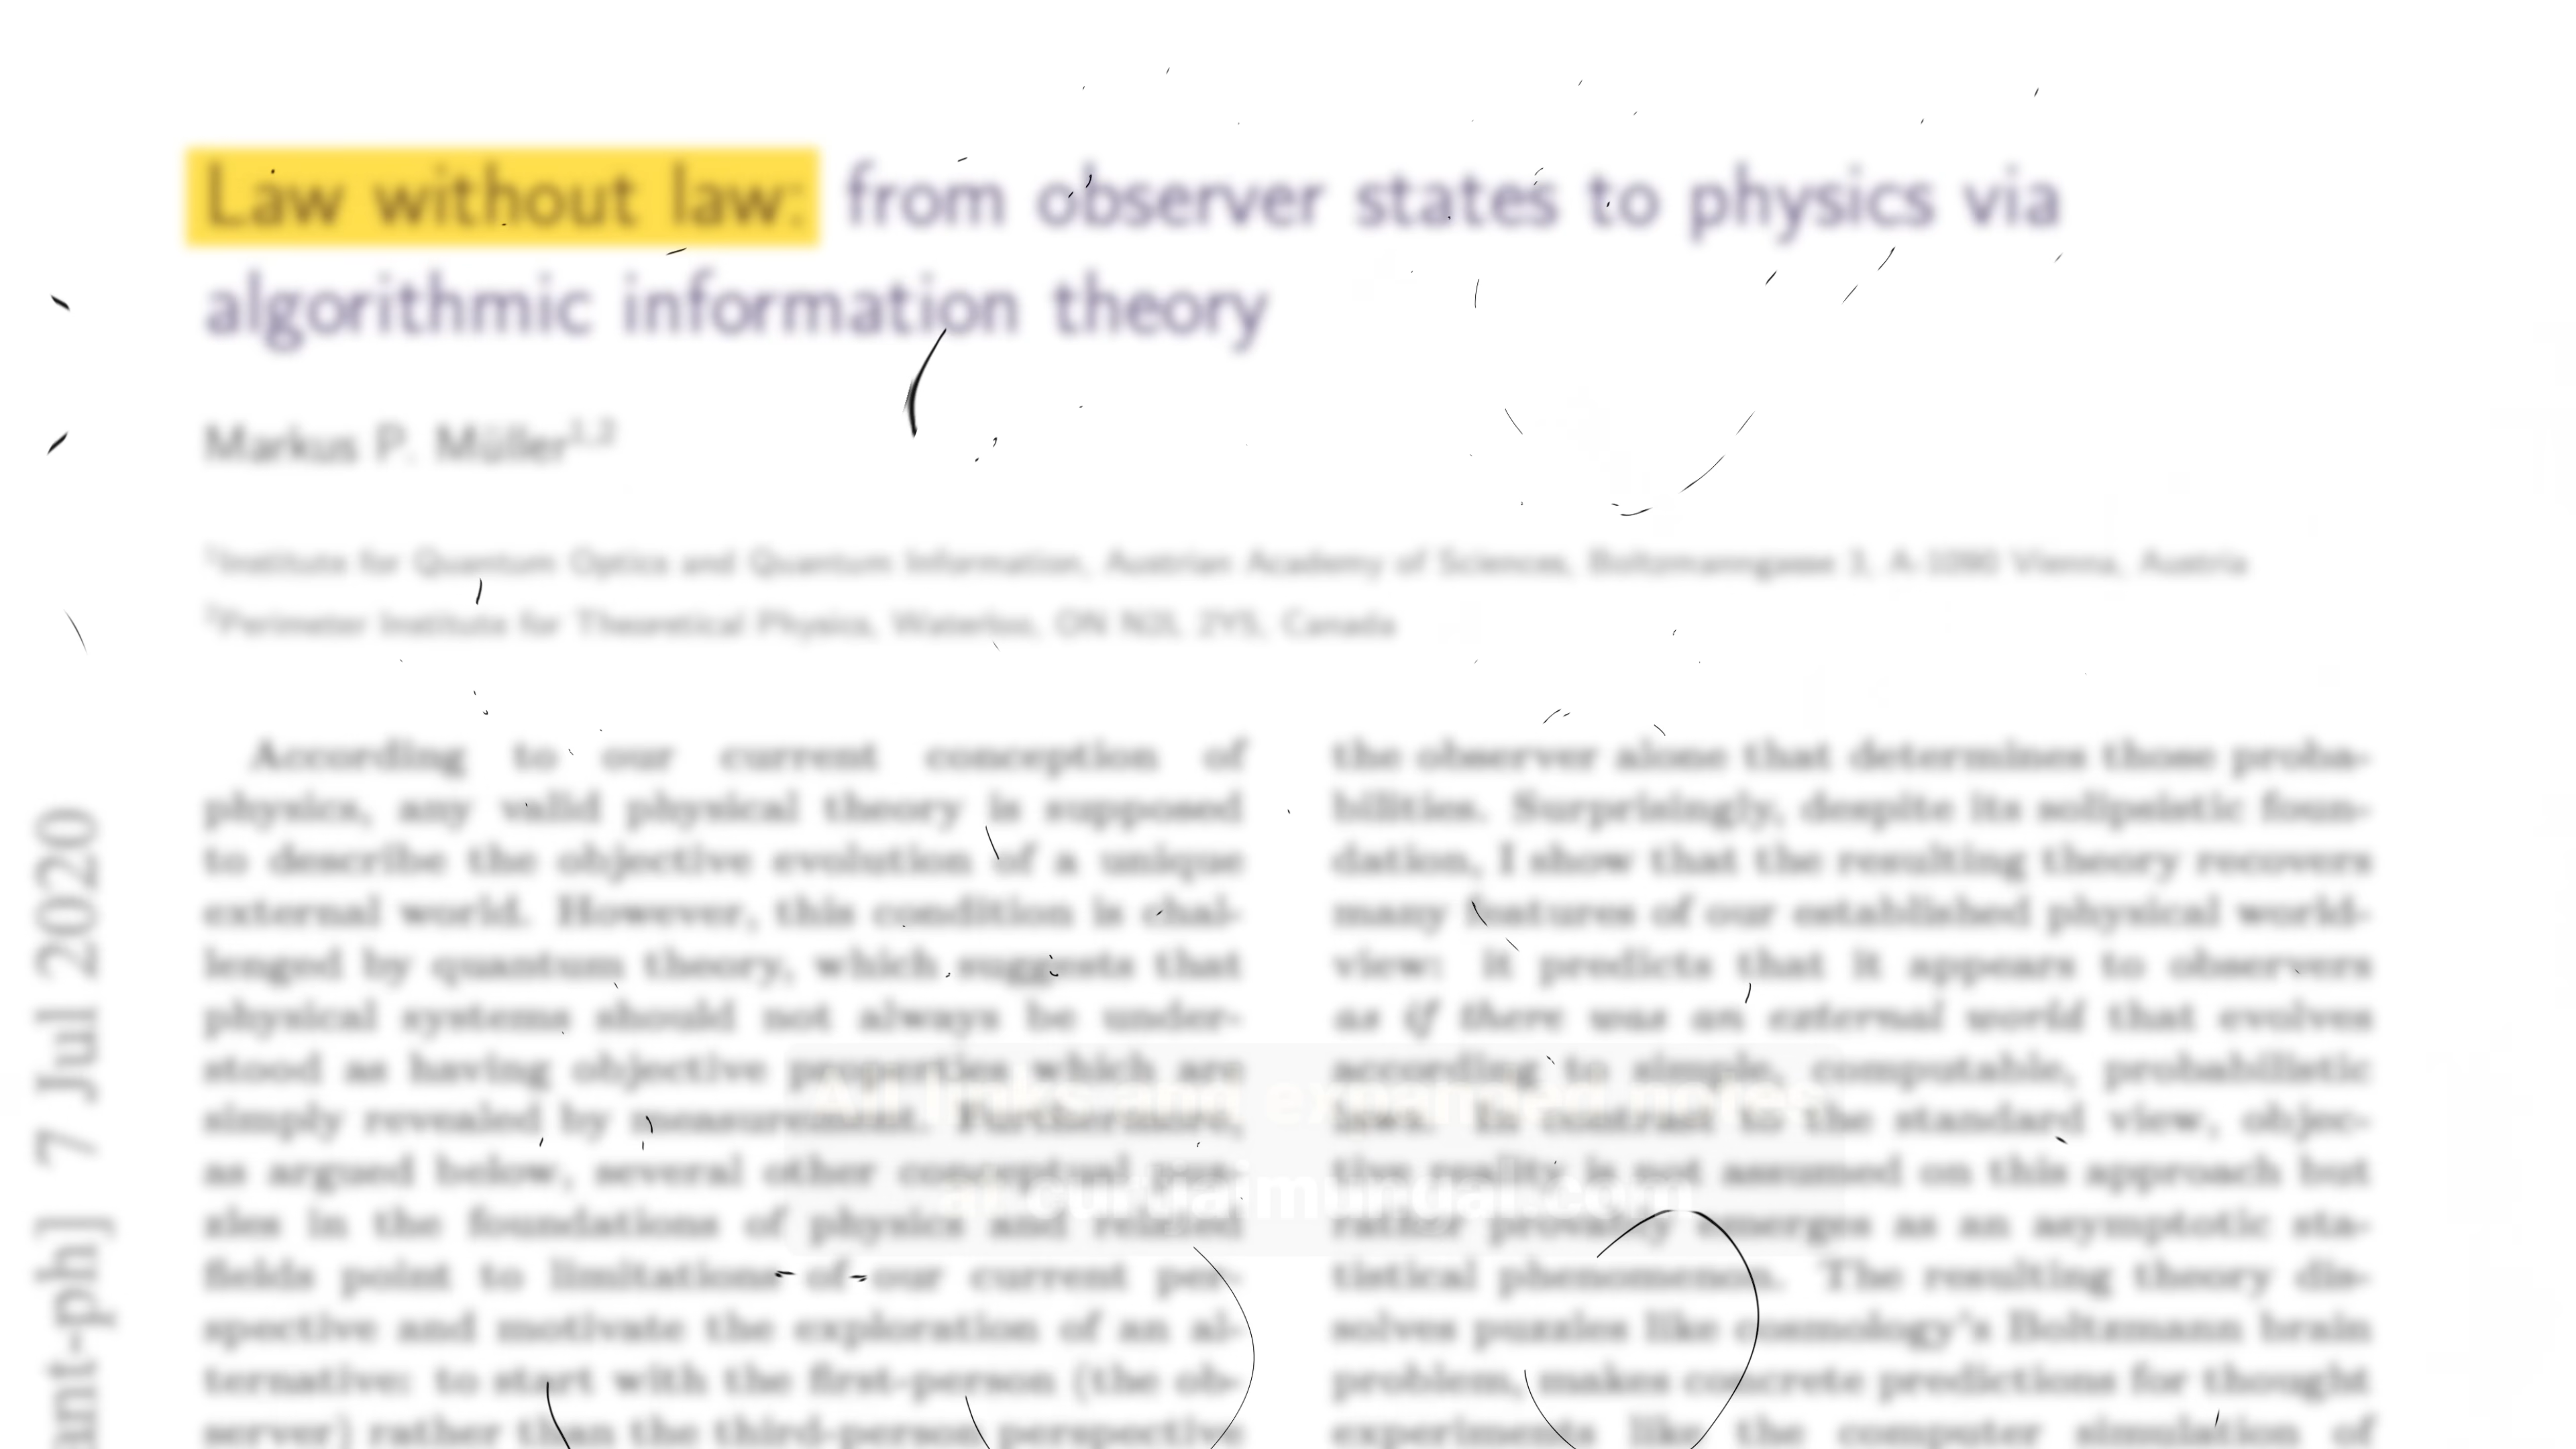 Law without law: from observer states to physics via
algorithmic information theory
Markus P. Müller1,2
1Institute for Quantum Optics and Quantum Information, Austrian Academy of Sciences, Boltzmanngasse 3, A-1090 Vienna, Austria
2Perimeter Institute for Theoretical Physics, Waterloo, ON N2L 2Y5, Canada
According to our current conception of
physics, any valid physical theory is supposed
to describe the objective evolution of a unique
external world. However, this condition is chal-
lenged by quantum theory, which suggests that
physical systems should not always be under-
stood as having objective properties which are
simply revealed by measurement. Furthermore,
as argued below, several other conceptual puz-
zles in the foundations of physics and related
fields point to limitations of our current per-
spective and motivate the exploration of an al-
ternative: to start with the first-person (the ob-
server) rather than the third-person perspective
the observer alone that determines those proba-
bilities. Surprisingly, despite its solipsistic foun-
dation, I show that the resulting theory recovers
many features of our established physical world-
view: it predicts that it appears to observers
as if there was an external world that evolves
according to simple, computable, probabilistic
laws. In contrast to the standard view, objec-
tive reality is not assumed on this approach but
rather provably emerges as an asymptotic sta-
tistical phenomenon. The resulting theory dis-
solves puzzles like cosmology's Boltzmann brain
problem, makes concrete predictions for thought
experiments like the computer simulation of
ant-ph] 7 Jul 2020